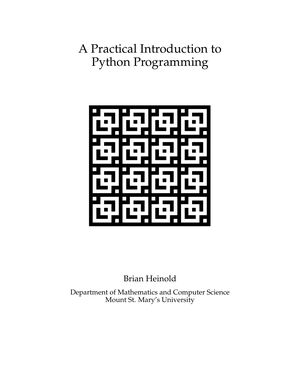 A Practical Introduction to
Python Programming
Brian Heinold
Department of Mathematics and Computer Science
Mount St. Mary's University